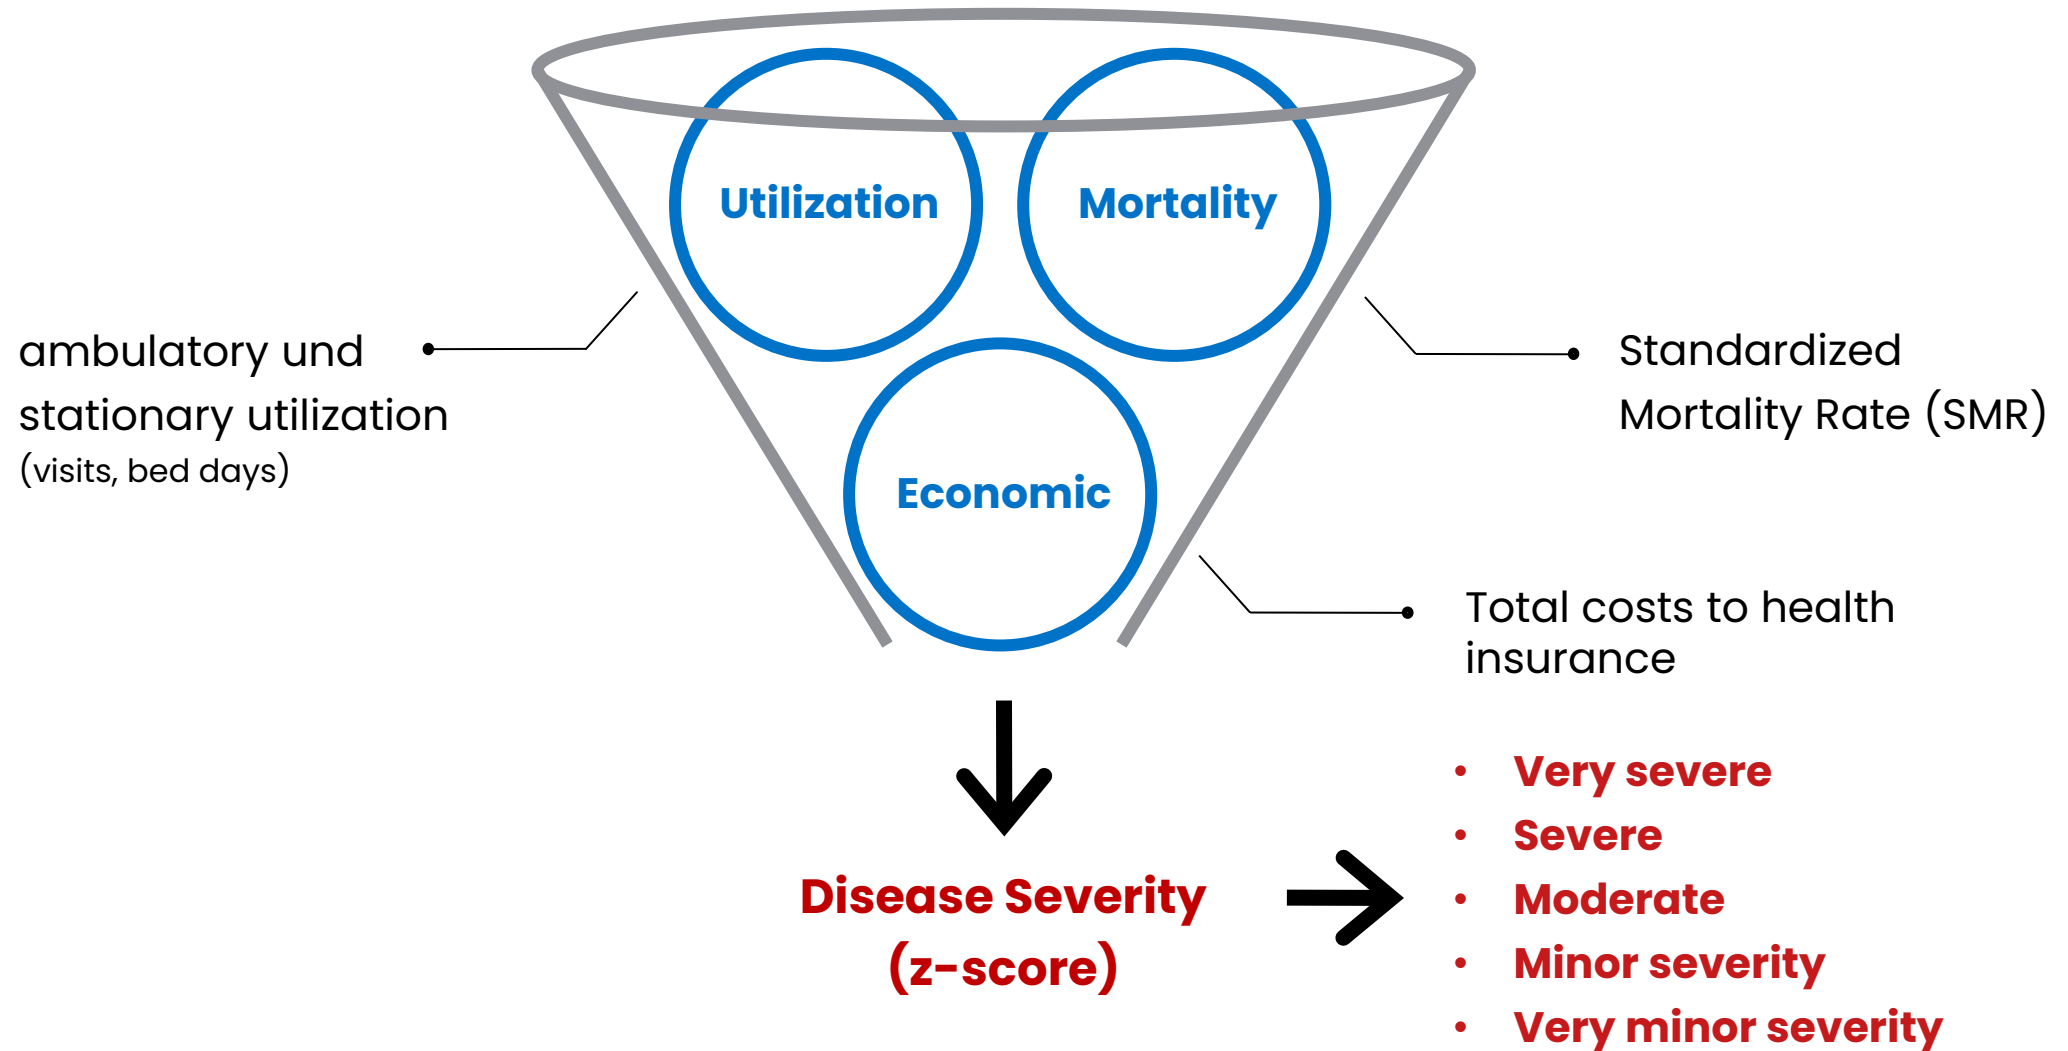 Utilization
Mortality
ambulatory und
stationary utilization
(visits, bed days)
Standardized
Mortality Rate (SMR)
Economic
Total costs to health
insurance
Disease Severity
(z-score)
• Very severe
• Severe
• Moderate
• Minor severity
• Very minor severity